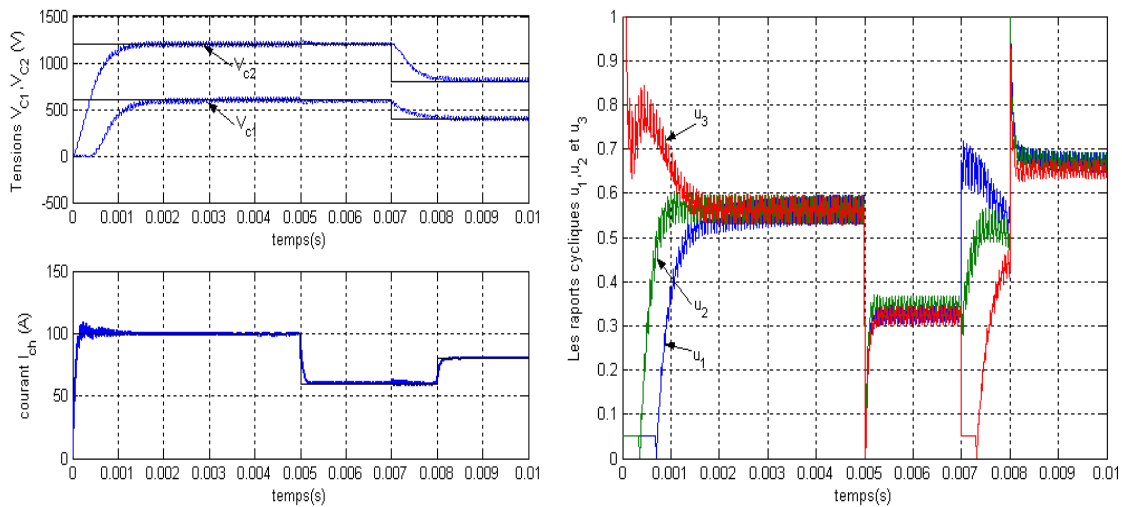 Tensions V_C1, V_C2 (V)
1500
1000
500
0
-500
V_c2
V_c1
0 0.001 0.002 0.003 0.004 0.005 0.006 0.007 0.008 0.009 0.01
temps(s)
courant I_ch (A)
150
100
50
0
0 0.001 0.002 0.003 0.004 0.005 0.006 0.007 0.008 0.009 0.01
temps(s)
Les raports cycliques u_1, u_2 et u_3
1
0.9
0.8
0.7
0.6
0.5
0.4
0.3
0.2
0.1
0
u_3
u_2
u_1
0 0.001 0.002 0.003 0.004 0.005 0.006 0.007 0.008 0.009 0.01
temps(s)